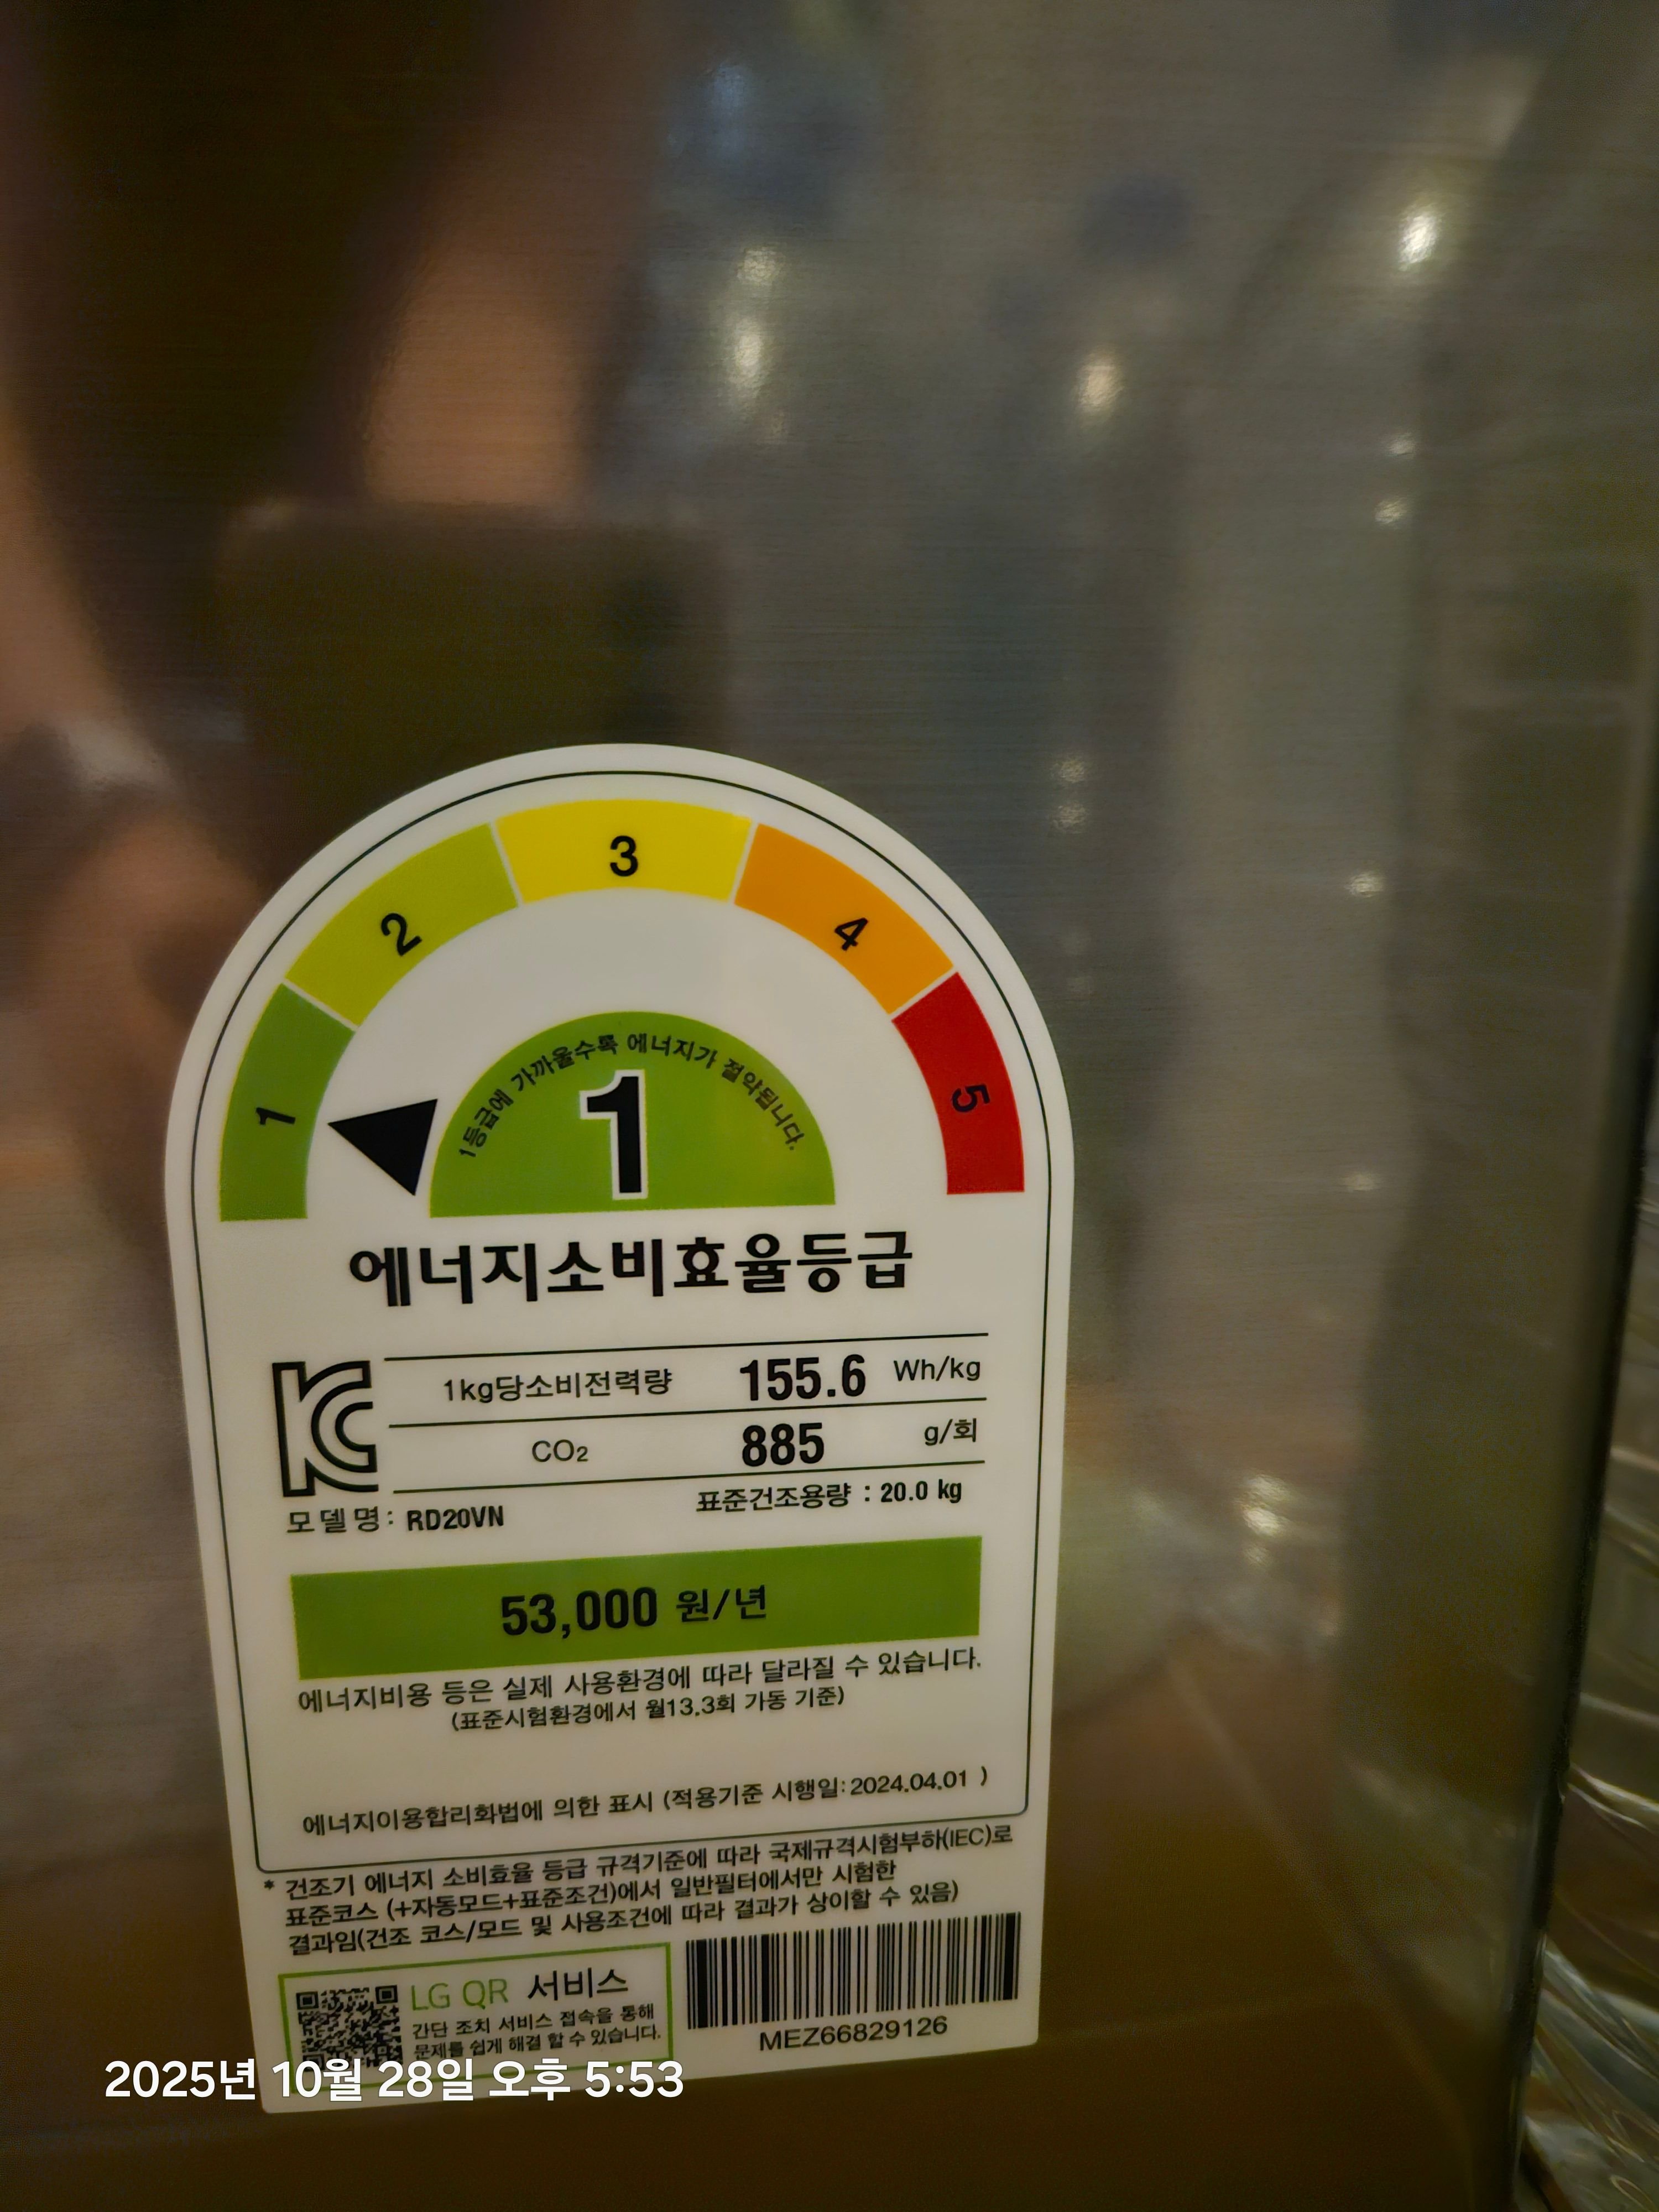 1
2
3
4
5
1등급에 가까울수록 에너지가 절약됩니다.
1
에너지소비효율등급
1kg당소비전력량 155.6 Wh/kg
CO₂ 885 g/회
모델명: RD20VN 표준건조용량 : 20.0 kg
53,000 원/년
에너지비용 등은 실제 사용환경에 따라 달라질 수 있습니다.
(표준시험환경에서 월13.3회 가동 기준)
에너지이용합리화법에 의한 표시 (적용기준 시행일:2024.04.01 )
* 건조기 에너지 소비효율 등급 규격기준에 따라 국제규격시험부하(IEC)로
표준코스 (+자동모드+표준조건)에서 일반필터에서만 시험한
결과임(건조 코스/모드 및 사용조건에 따라 결과가 상이할 수 있음)
LG QR 서비스
간단 조치 서비스 접속을 통해
문제를 쉽게 해결 할 수 있습니다.
MEZ66829126
2025년 10월 28일 오후 5:53